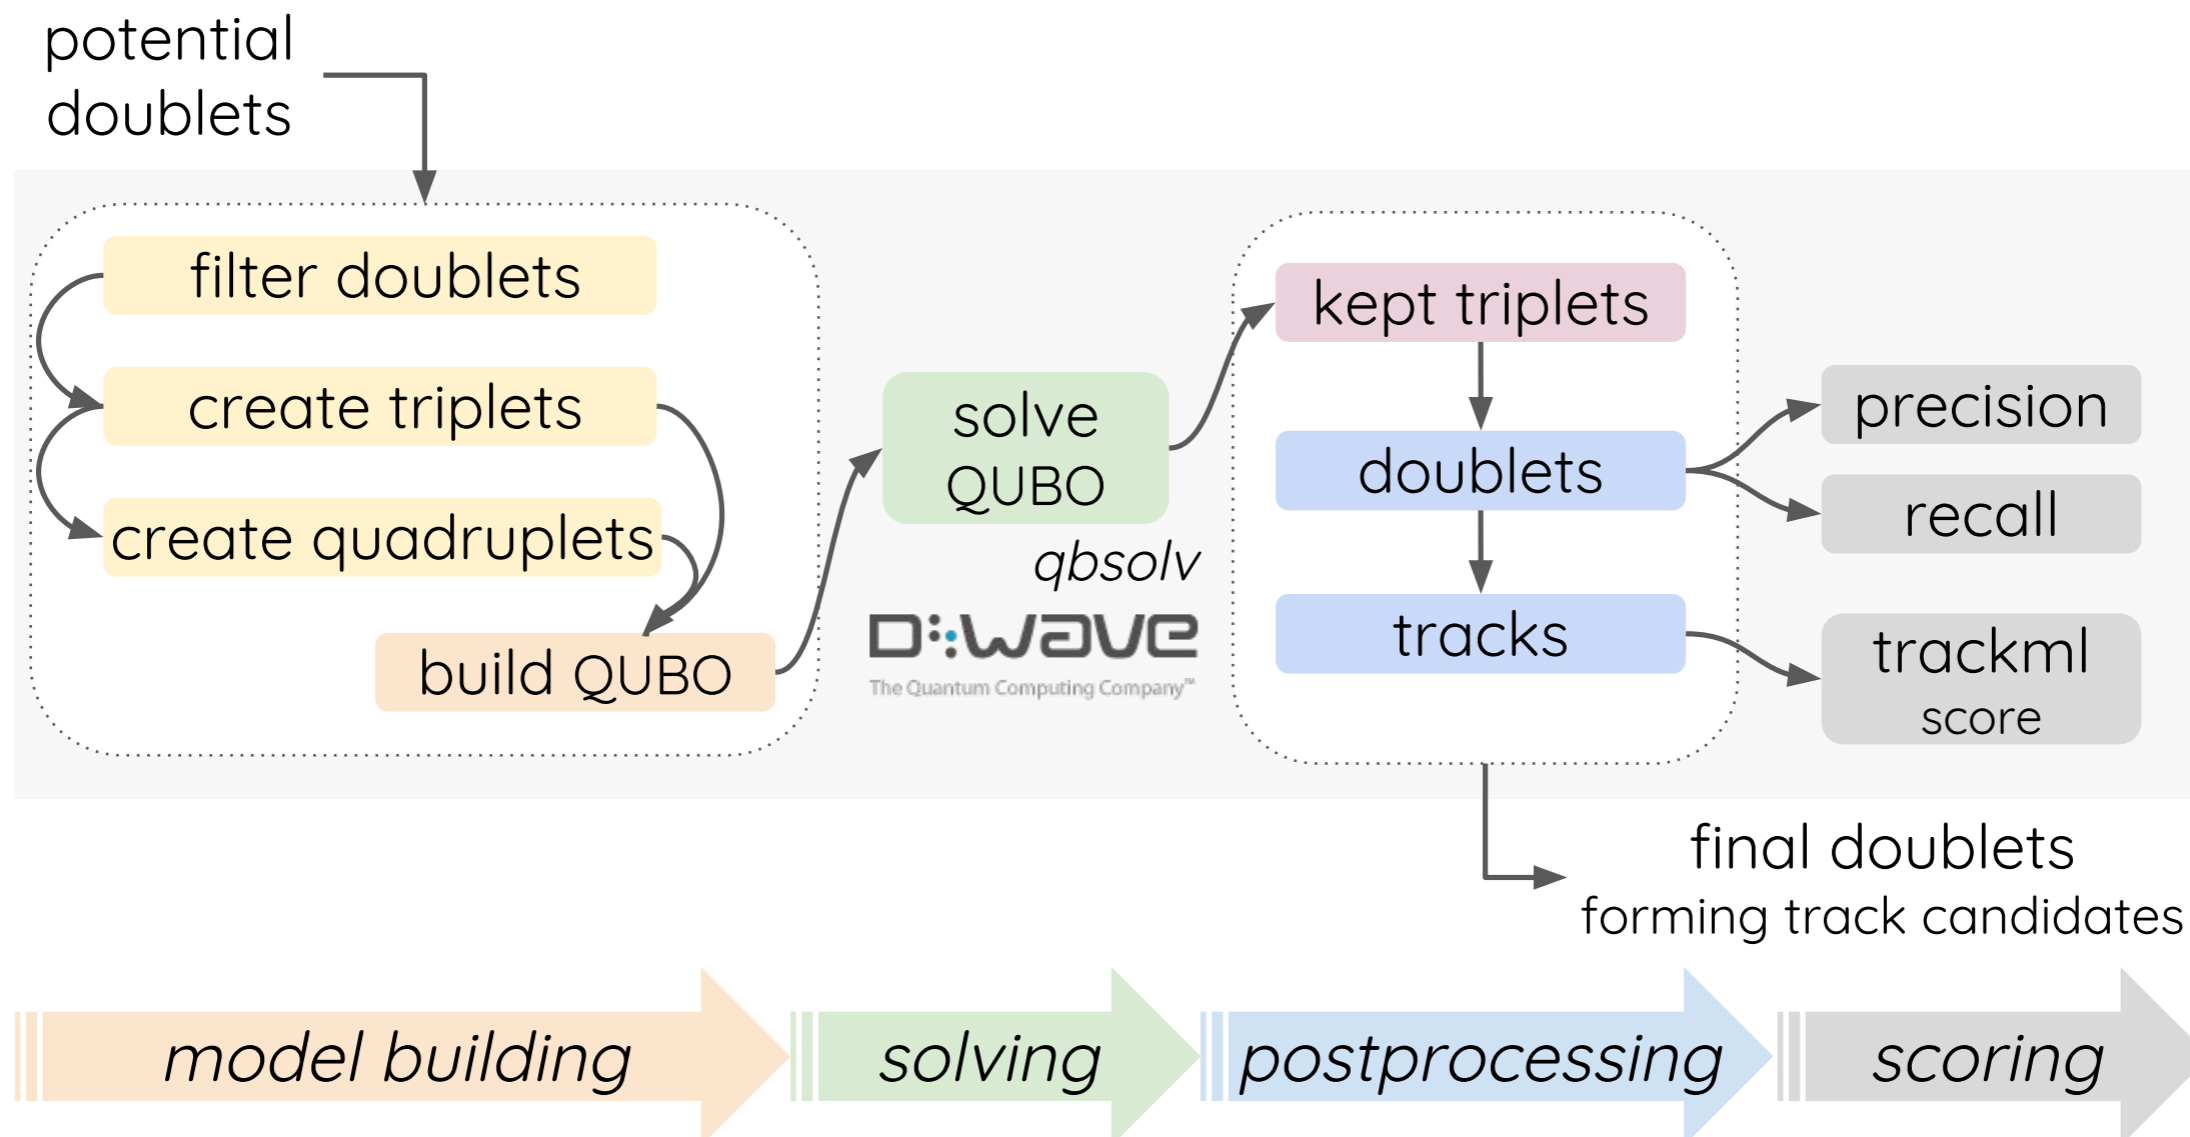 potential
doublets
filter doublets
create triplets
create quadruplets
build QUBO
solve
QUBO
qbsolv
D:wave
The Quantum Computing Company™
kept triplets
doublets
tracks
precision
recall
trackml
score
final doublets
forming track candidates
model building
solving
postprocessing
scoring